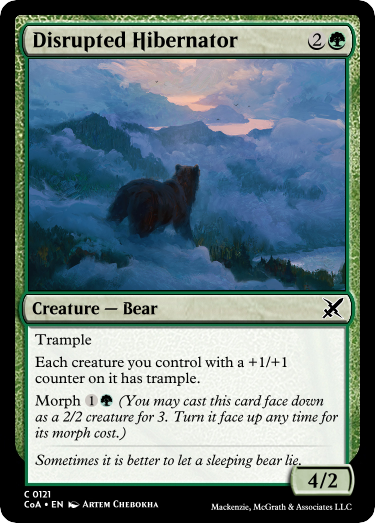 Disrupted Hibernator 2
Creature — Bear
Trample
Each creature you control with a +1/+1
counter on it has trample.
Morph 1 (You may cast this card face down
as a 2/2 creature for 3. Turn it face up any time for
its morph cost.)
Sometimes it is better to let a sleeping bear lie.
4/2
C 0121
CoA • EN Artem Chebokha
Mackenzie, McGrath & Associates LLC